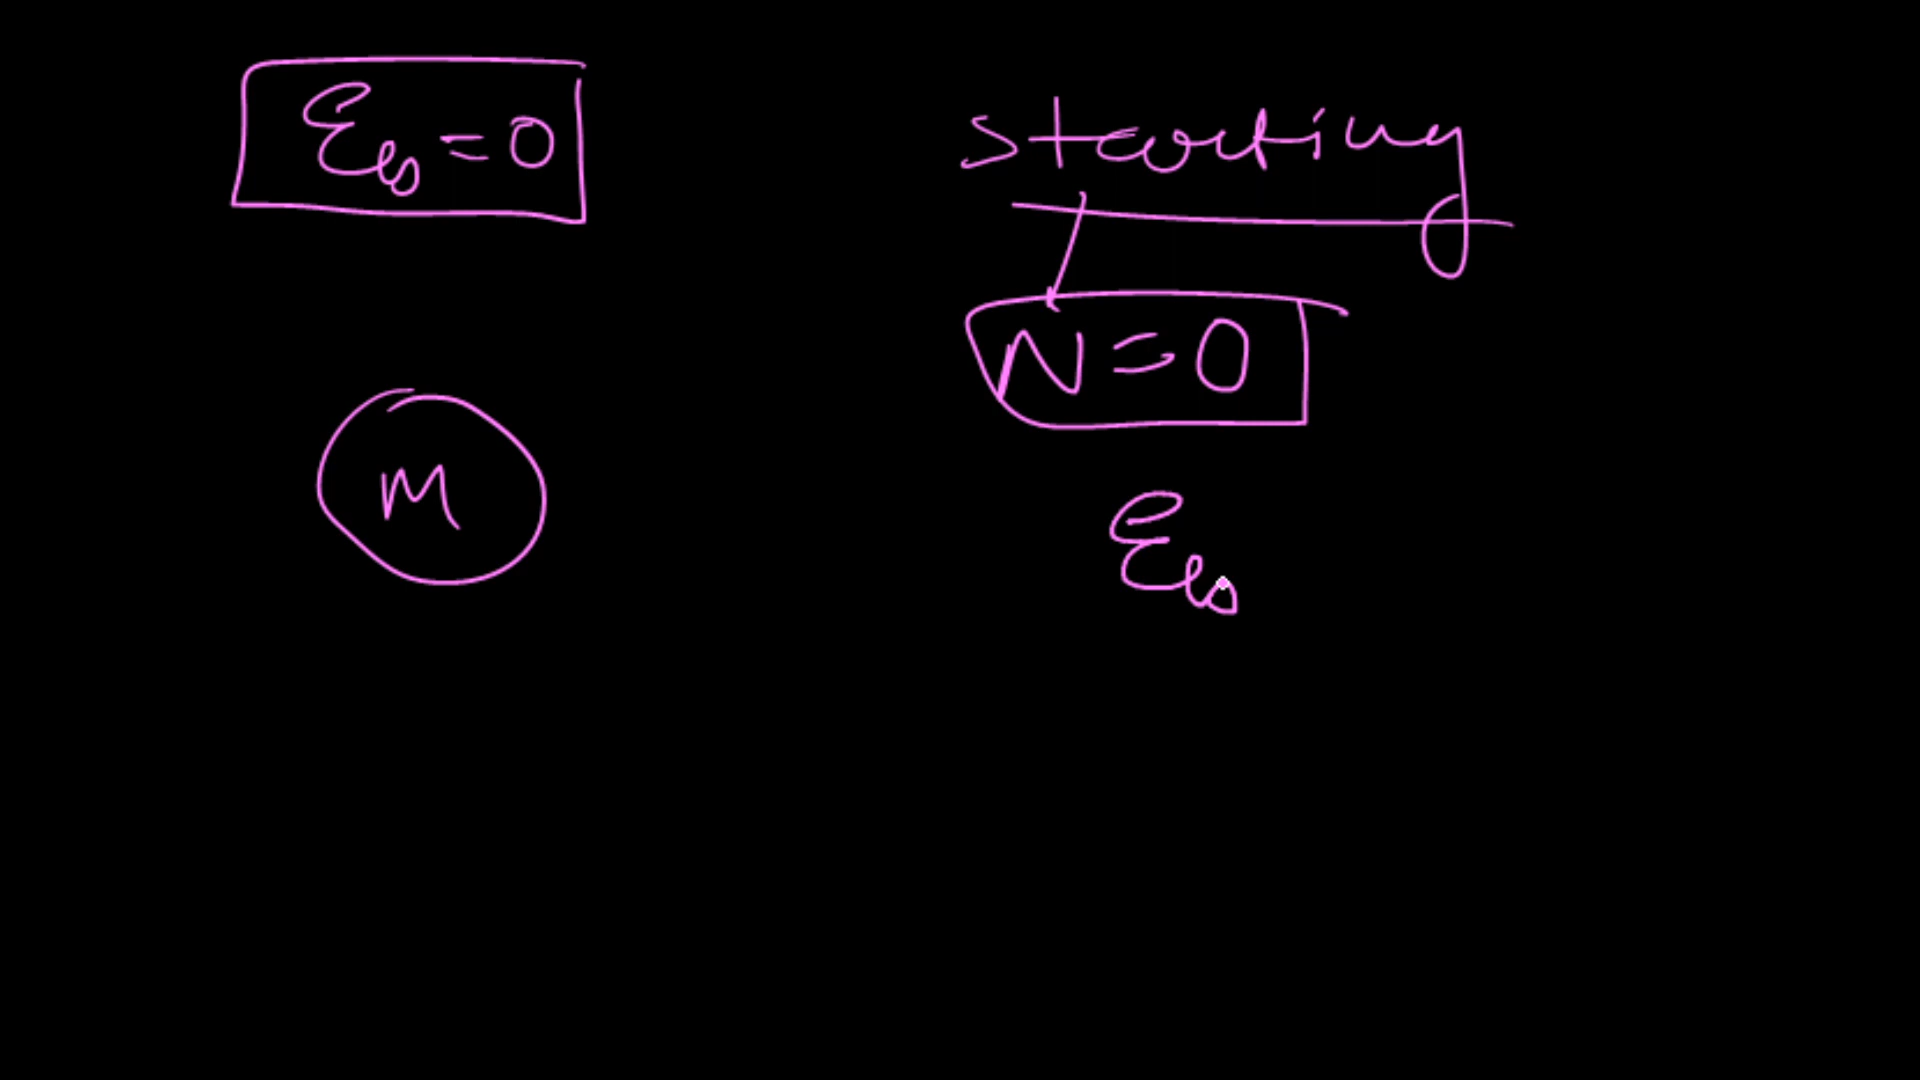 E_b = 0
starting
N = 0
M
E_b